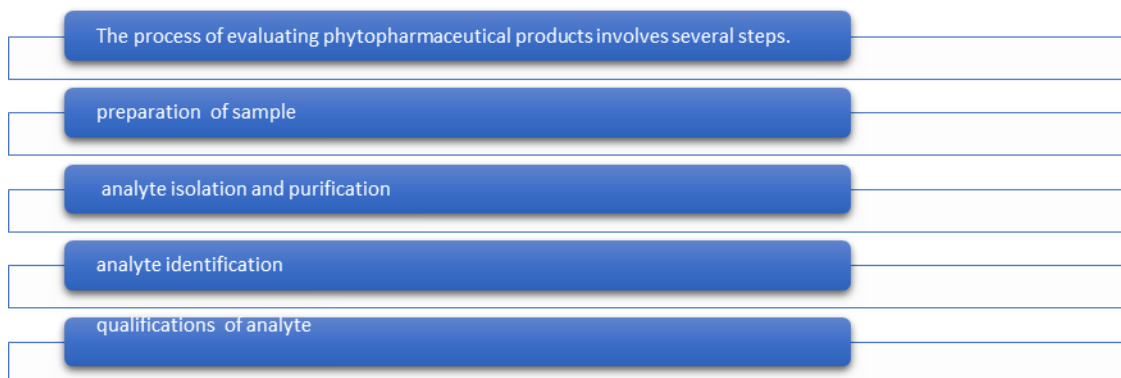 The process of evaluating phytopharmaceutical products involves several steps.
preparation of sample
analyte isolation and purification
analyte identification
qualifications of analyte